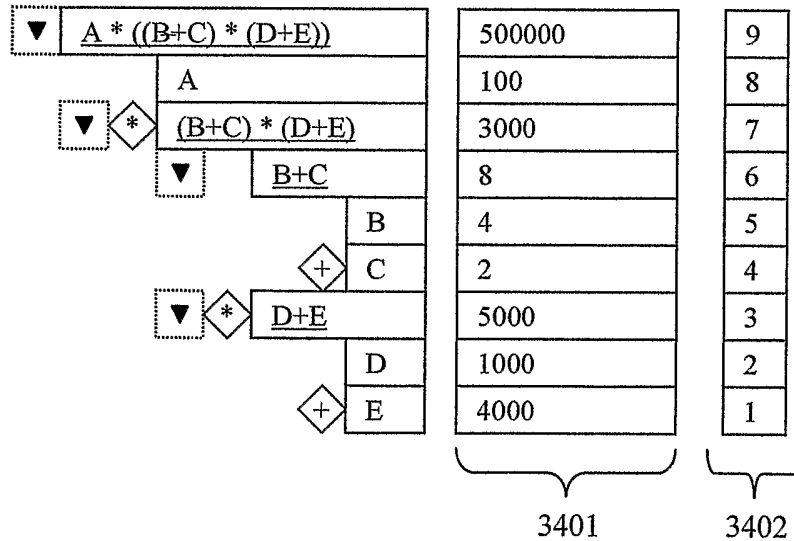 ▼ A * ((B+C) * (D+E)) 500000 9
A 100 8
▼ * (B+C) * (D+E) 3000 7
▼ B+C 8 6
B 4 5
+ C 2 4
▼ * D+E 5000 3
D 1000 2
+ E 4000 1
3401 3402